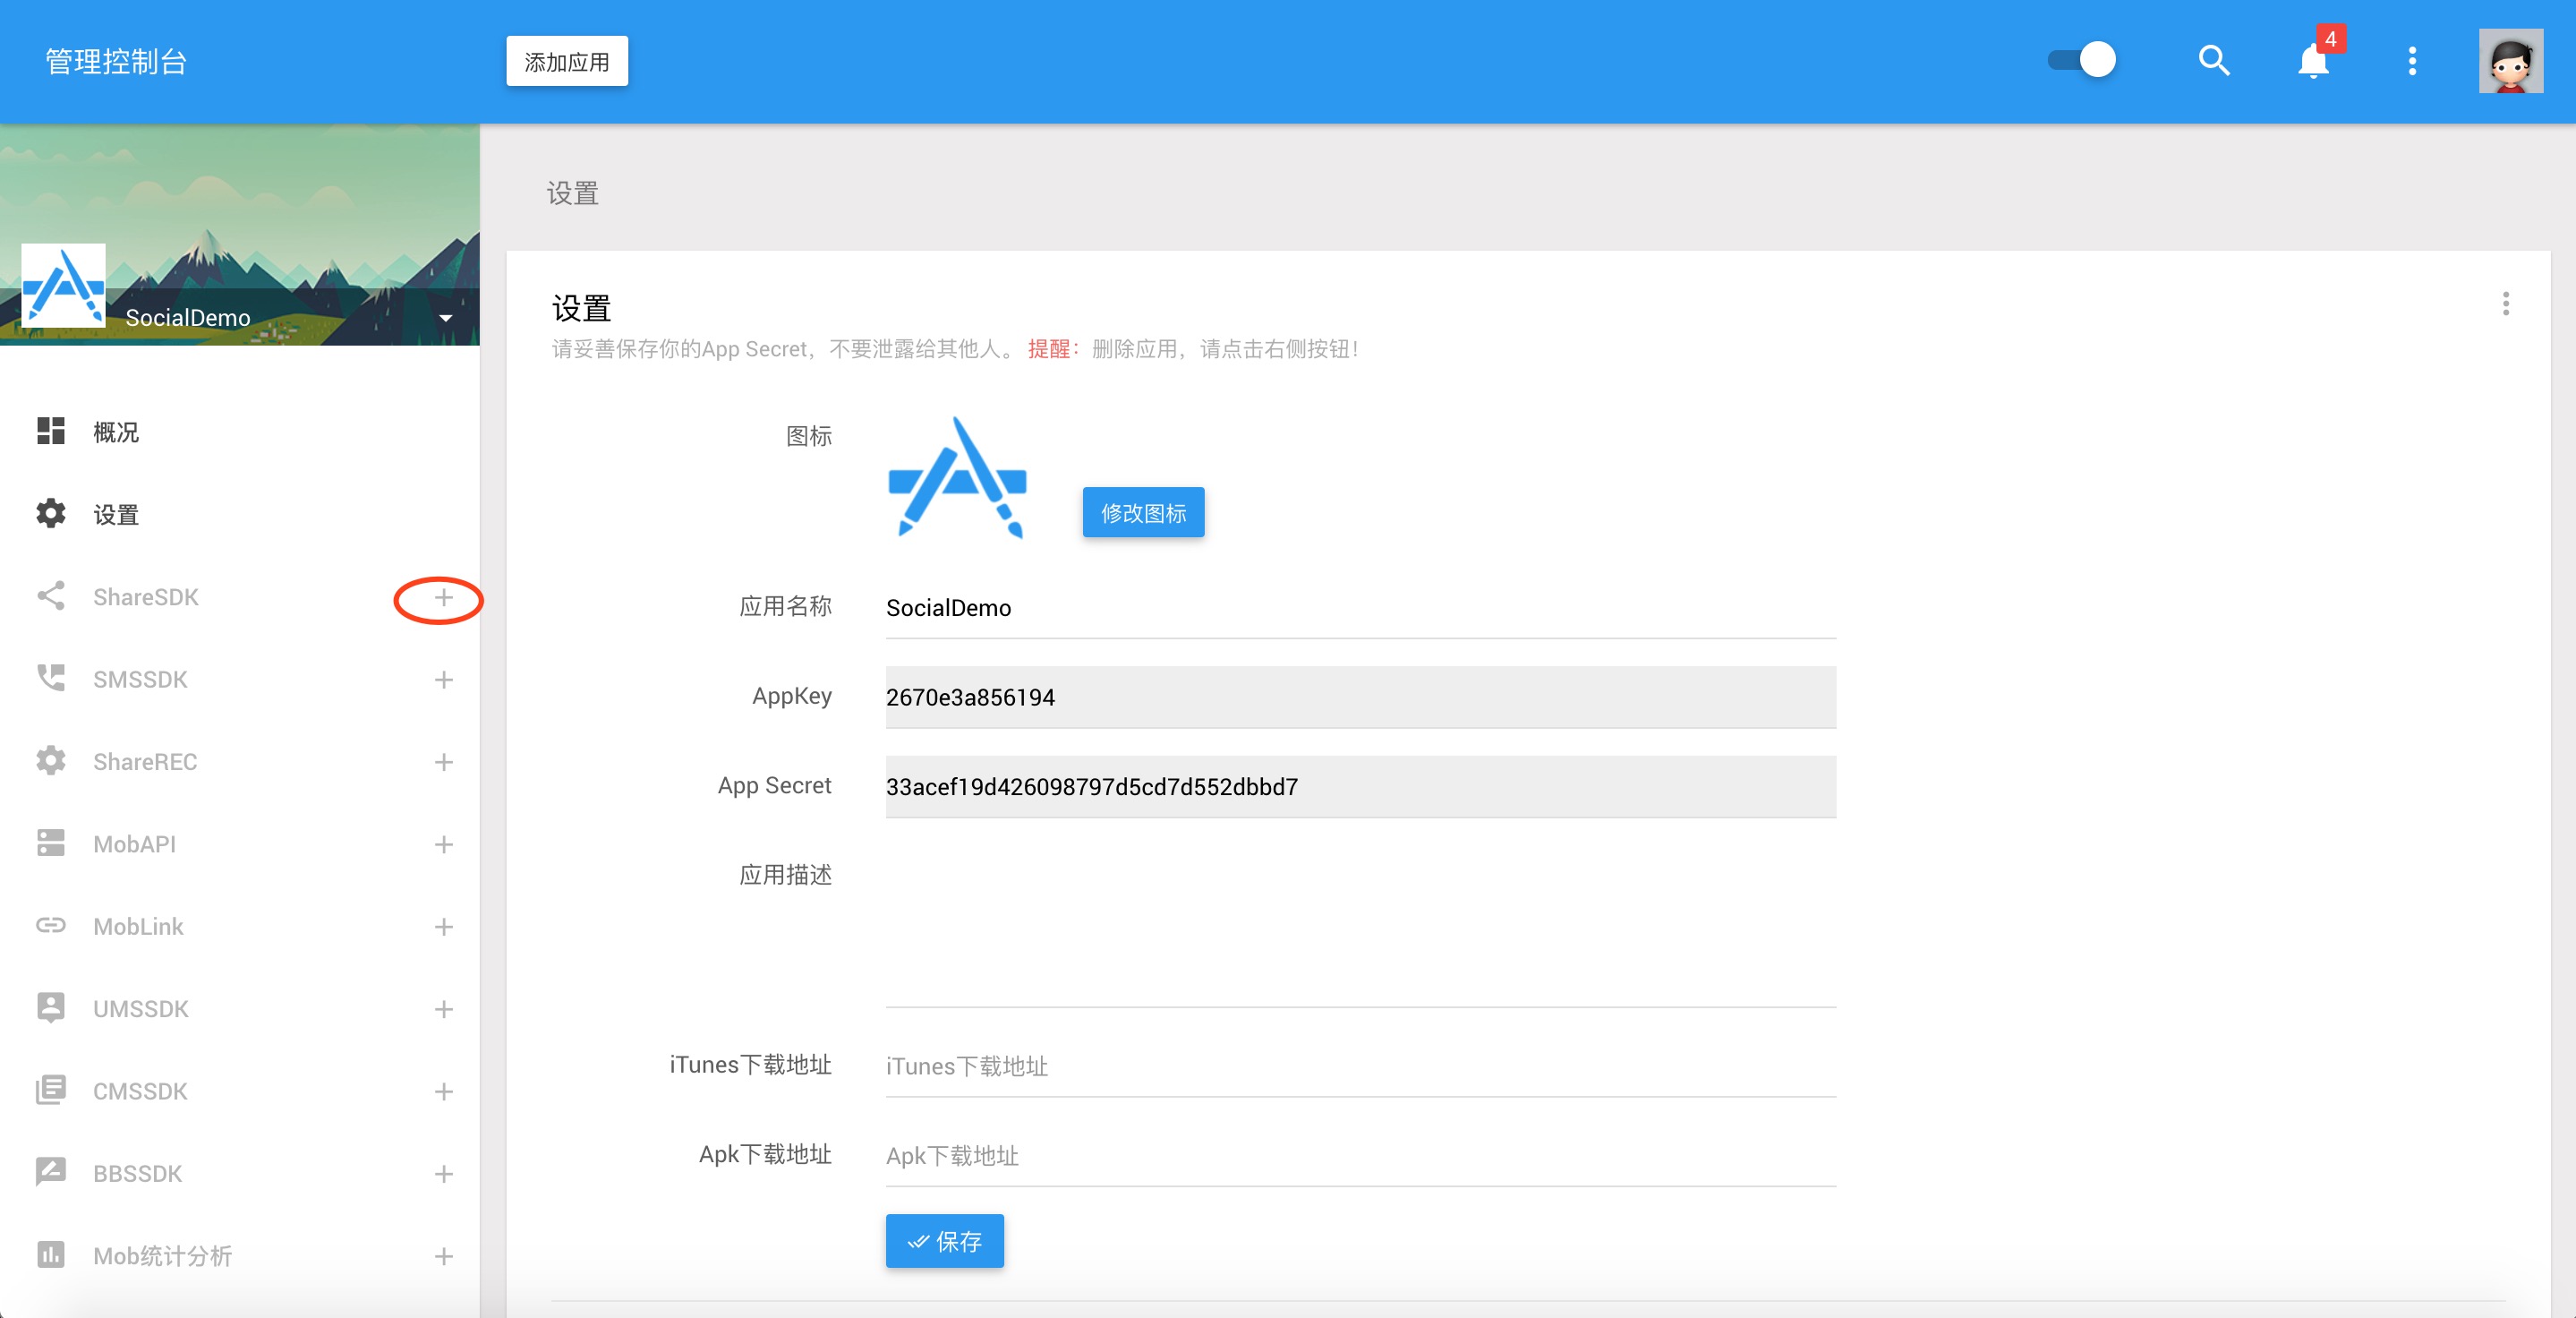 管理控制台
添加应用
4
SocialDemo
概况
设置
ShareSDK
SMSSDK
ShareREC
MobAPI
MobLink
UMSSDK
CMSSDK
BBSSDK
Mob统计分析
设置
设置
请妥善保存你的App Secret，不要泄露给其他人。 提醒：删除应用，请点击右侧按钮！
图标
修改图标
应用名称 SocialDemo
AppKey 2670e3a856194
App Secret 33acef19d426098797d5cd7d552dbbd7
应用描述
iTunes下载地址 iTunes下载地址
Apk下载地址 Apk下载地址
保存